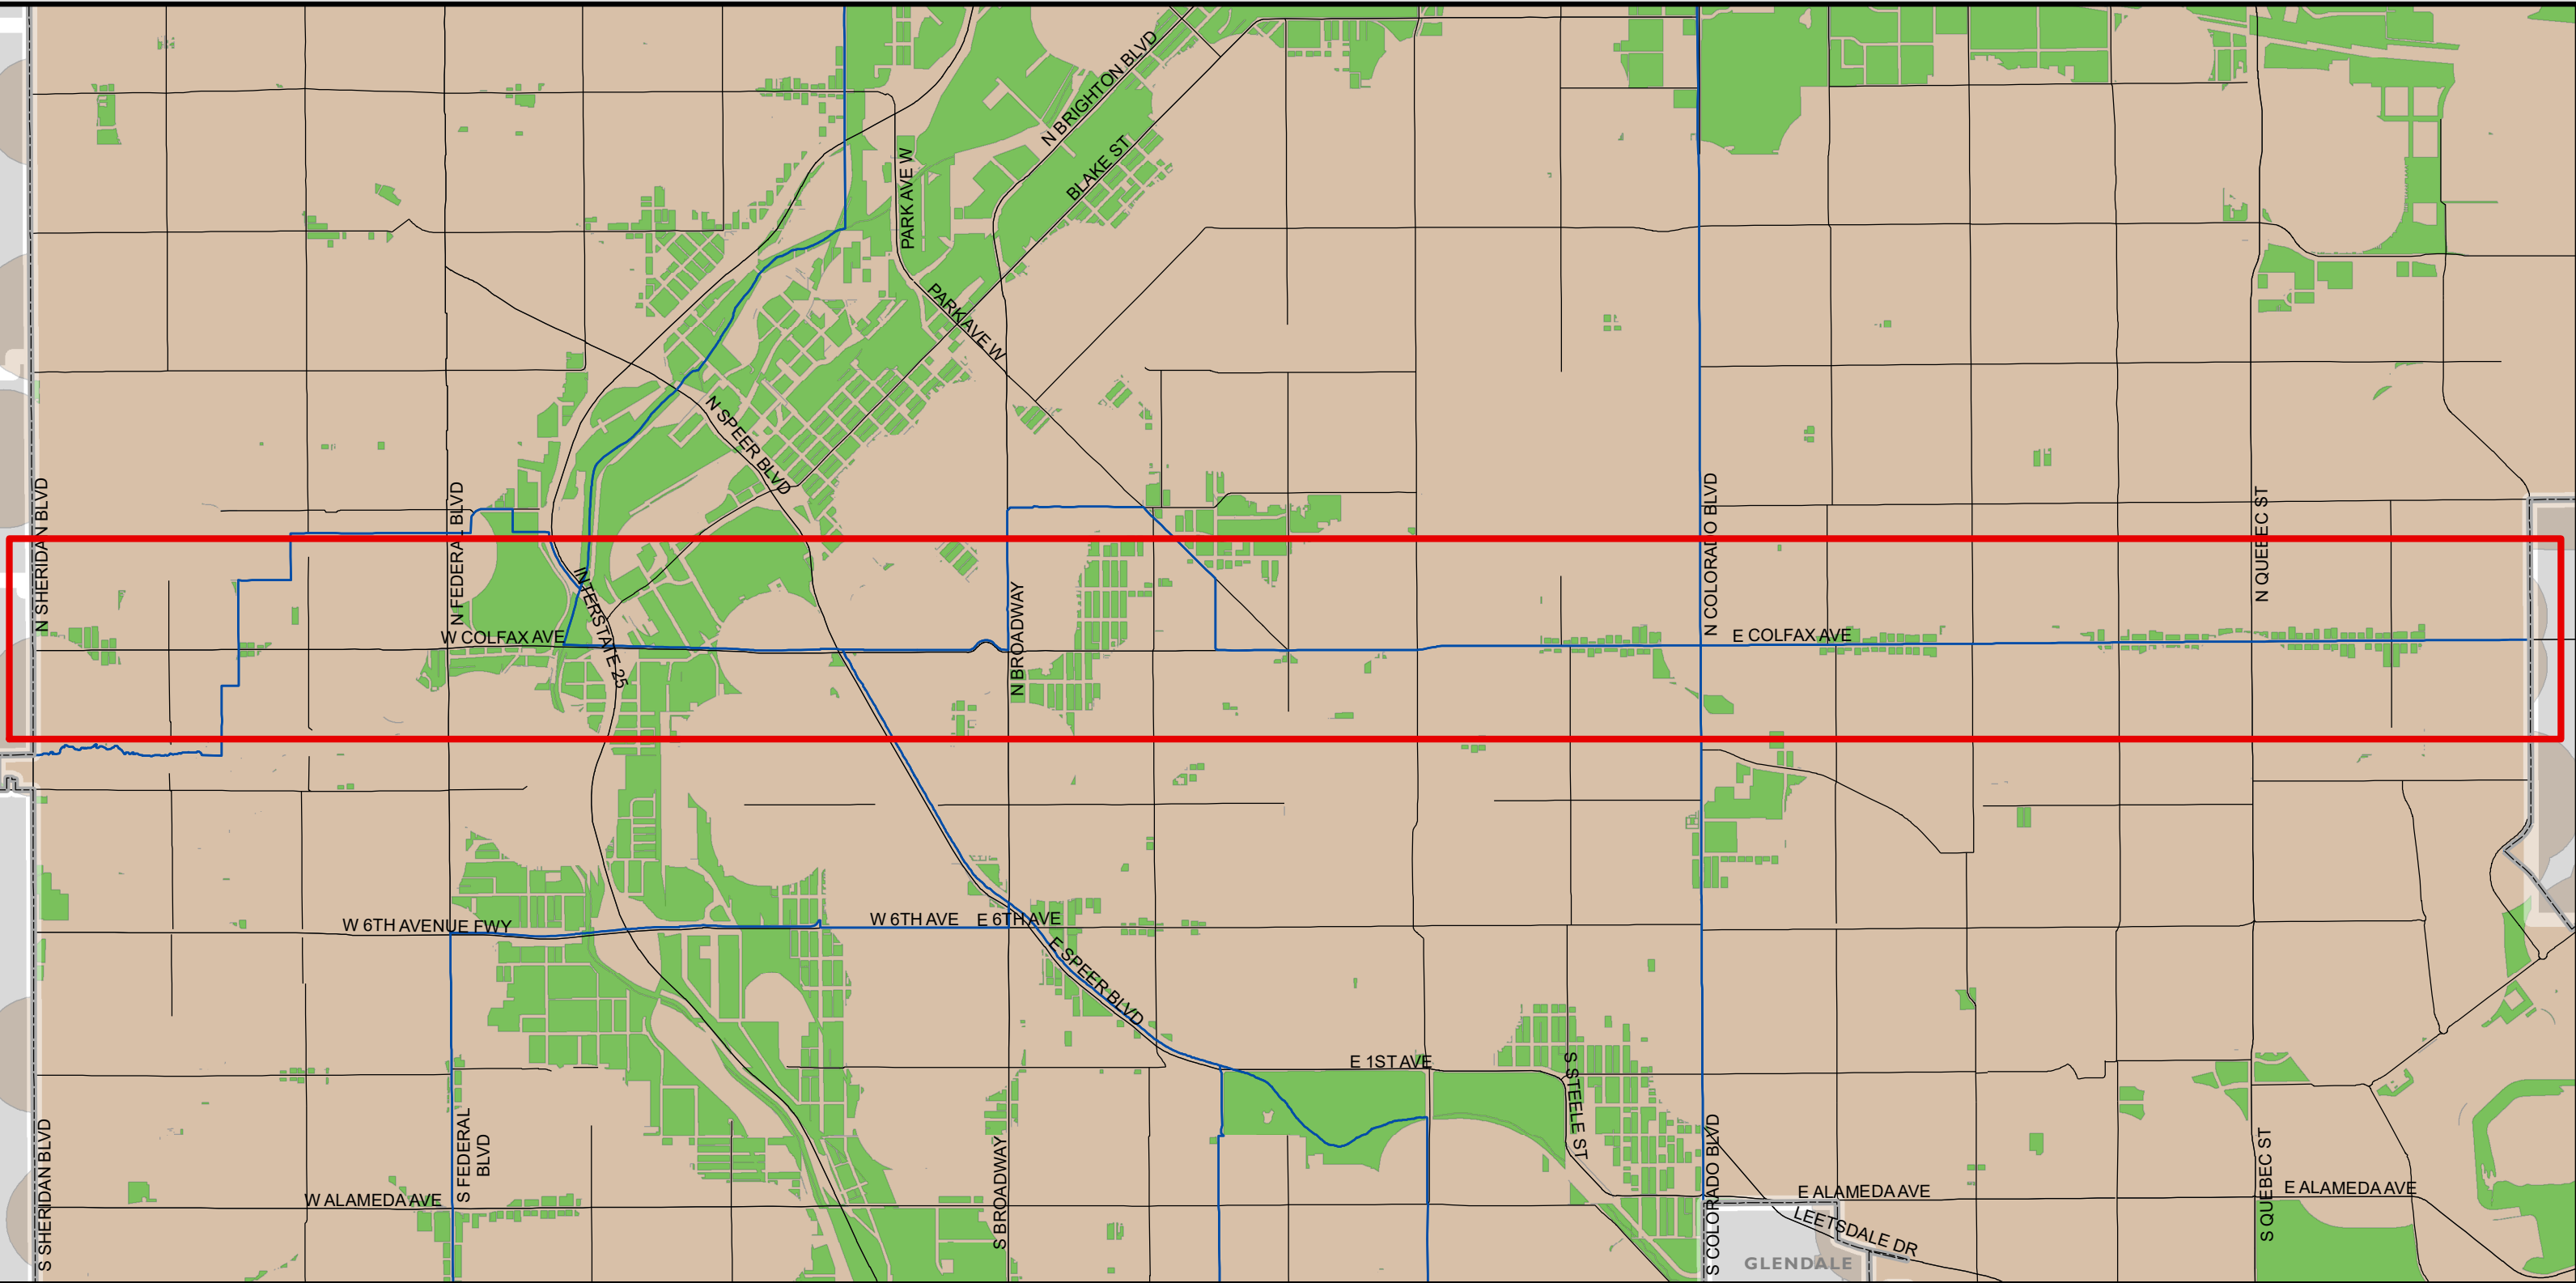 N BRIGHTON BLVD
BLAKE ST
PARK AVE W
PARK AVE W
N SPEER BLVD
N SHERIDAN BLVD
N FEDERAL BLVD
N COLORADO BLVD
N QUEBEC ST
INTERSTATE 25
N BROADWAY
W COLFAX AVE
E COLFAX AVE
W 6TH AVENUE FWY
W 6TH AVE
E 6TH AVE
E SPEER BLVD
E 1ST AVE
S STEELE ST
S SHERIDAN BLVD
S FEDERAL
BLVD
S BROADWAY
S COLORADO BLVD
S QUEBEC ST
W ALAMEDA AVE
E ALAMEDA AVE
E ALAMEDA AVE
LEETSDALE DR
GLENDALE